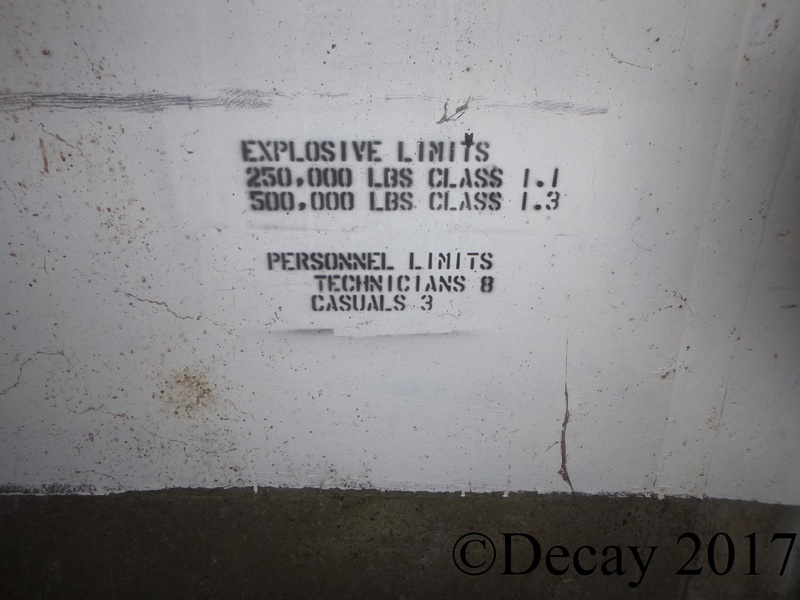 EXPLOSIVE LIMITS
250,000 LBS CLASS 1.1
500,000 LBS CLASS 1.3
PERSONNEL LIMITS
TECHNICIANS 8
CASUALS 3
©Decay 2017